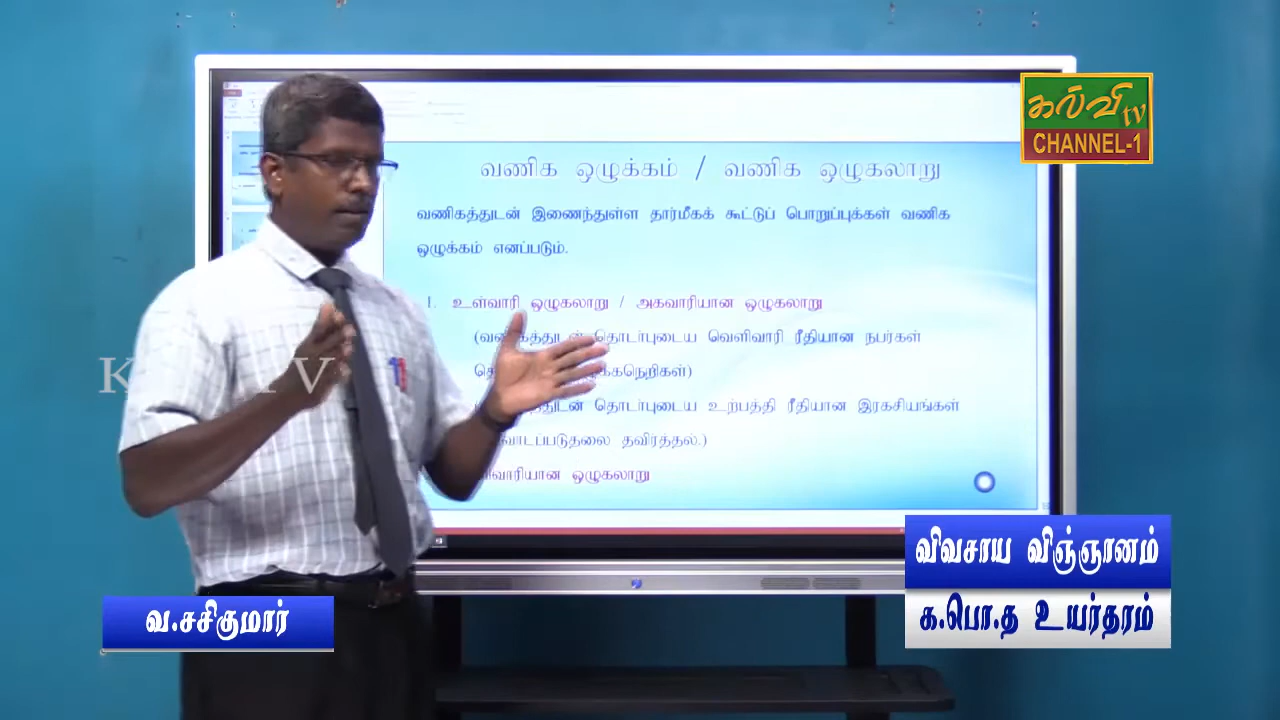 கல்வி tv
CHANNEL-1
வணிக ஒழுக்கம் / வணிக ஒழுகலாறு
வணிகத்துடன் இணைந்துள்ள தார்மீகக் கூட்டுப் பொறுப்புக்கள் வணிக
ஒழுக்கம் எனப்படும்.
1. உள்வாரி ஒழுகலாறு / அகவாரியான ஒழுகலாறு
தொடர்புடைய வெளிவாரி ரீதியான நபர்கள்
தொடர்புடைய உற்பத்தி ரீதியான இரகசியங்கள்
தவிரத்தல்.)
ஒழுகலாறு
விவசாய விஞ்ஞானம்
க.பொ.த உயர்தரம்
வ.சசிகுமார்